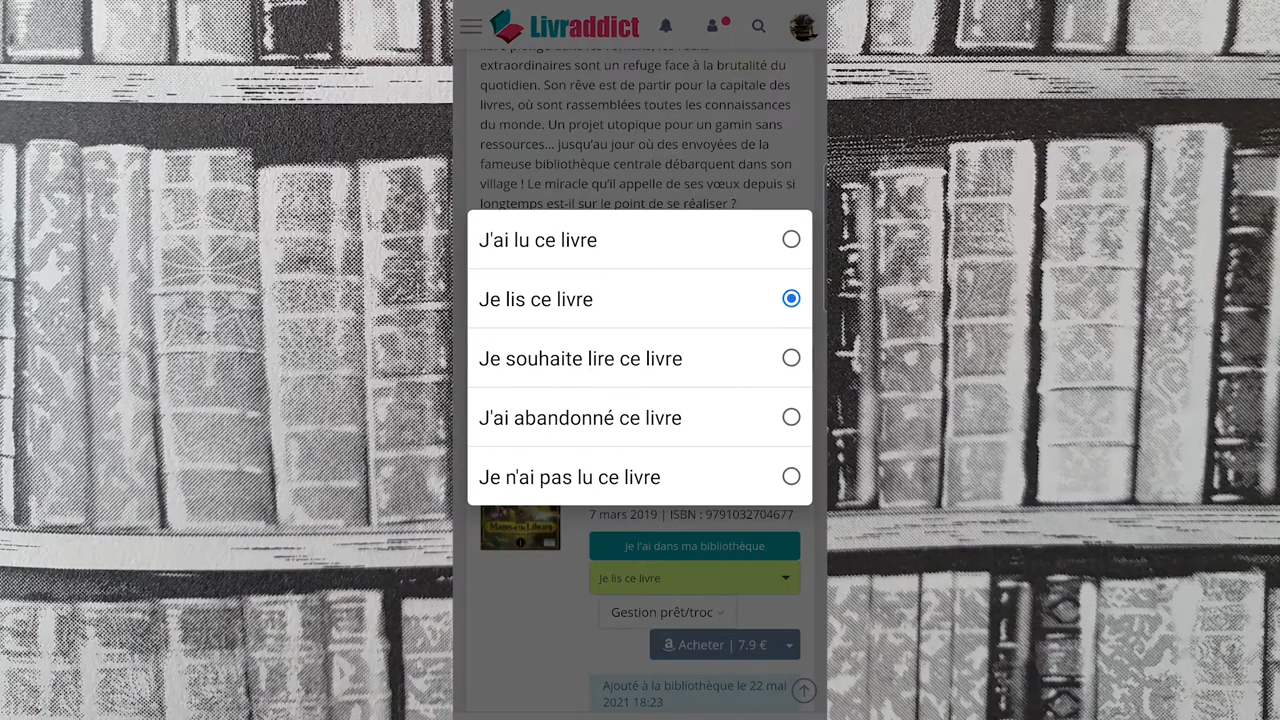 Livraddict
extraordinaires sont un refuge face à la brutalité du
quotidien. Son rêve est de partir pour la capitale des
livres, où sont rassemblées toutes les connaissances
du monde. Un projet utopique pour un gamin sans
ressources... jusqu'au jour où des envoyées de la
fameuse bibliothèque centrale débarquent dans son
village ! Le miracle qu'il appelle de ses vœux depuis si
longtemps est-il sur le point de se réaliser ?
J'ai lu ce livre
Je lis ce livre
Je souhaite lire ce livre
J'ai abandonné ce livre
Je n'ai pas lu ce livre
Magus of the Library
1
7 mars 2019 | ISBN : 9791032704677
Je l'ai dans ma bibliothèque
Je lis ce livre
Gestion prêt/troc
Acheter | 7.9 €
Ajouté à la bibliothèque le 22 mai
2021 18:23